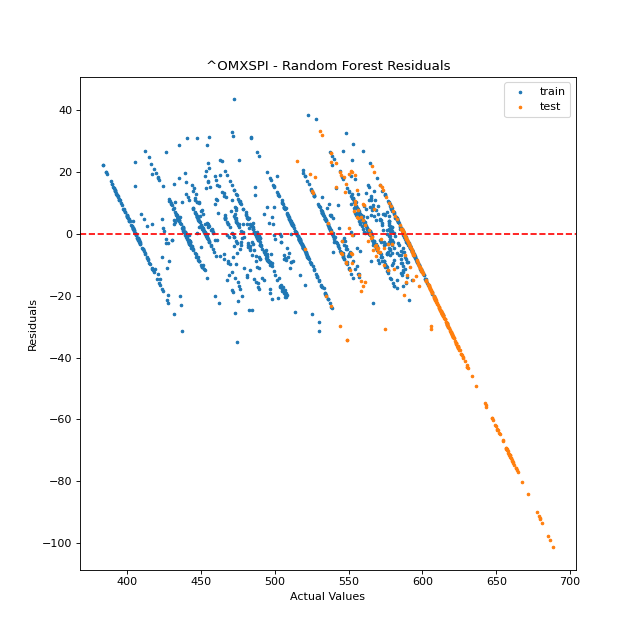 ^OMXSPI - Random Forest Residuals
train
test
40
20
0
−20
−40
−60
−80
−100
Residuals
400 450 500 550 600 650 700
Actual Values